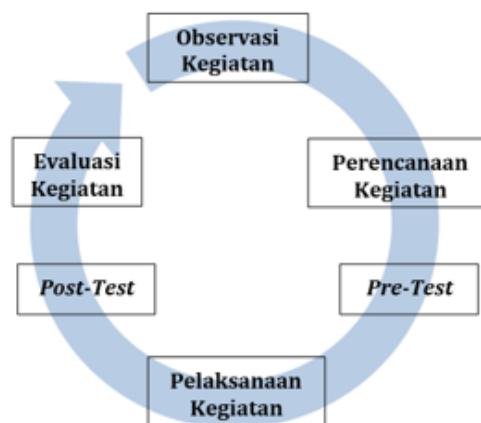 Observasi
Kegiatan
Perencanaan
Kegiatan
Pre-Test
Pelaksanaan
Kegiatan
Post-Test
Evaluasi
Kegiatan